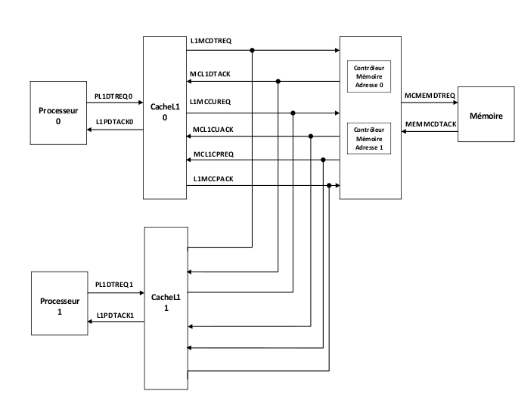 L1MCDTREQ
MCL1DTACK
L1MCCUREQ
MCL1CUACK
MCL1CPREQ
L1MCCPACK
Processeur
0
PL1DTREQ0
L1PDTACK0
CacheL1
0
Contrôleur
Mémoire
Adresse 0
Contrôleur
Mémoire
Adresse 1
MCMEMDTREQ
MEMMCDTACK
Mémoire
Processeur
1
PL1DTREQ1
L1PDTACK1
CacheL1
1